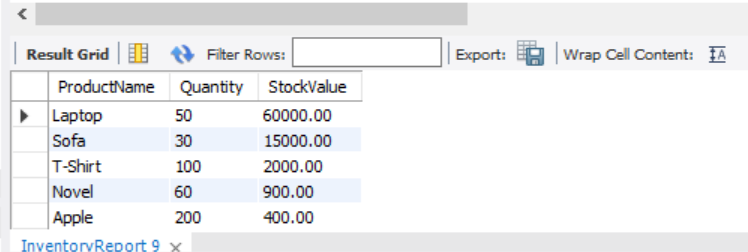 Result Grid Filter Rows: Export: Wrap Cell Content: IA
ProductName Quantity StockValue
Laptop 50 60000.00
Sofa 30 15000.00
T-Shirt 100 2000.00
Novel 60 900.00
Apple 200 400.00
InventoryReport 9 ×